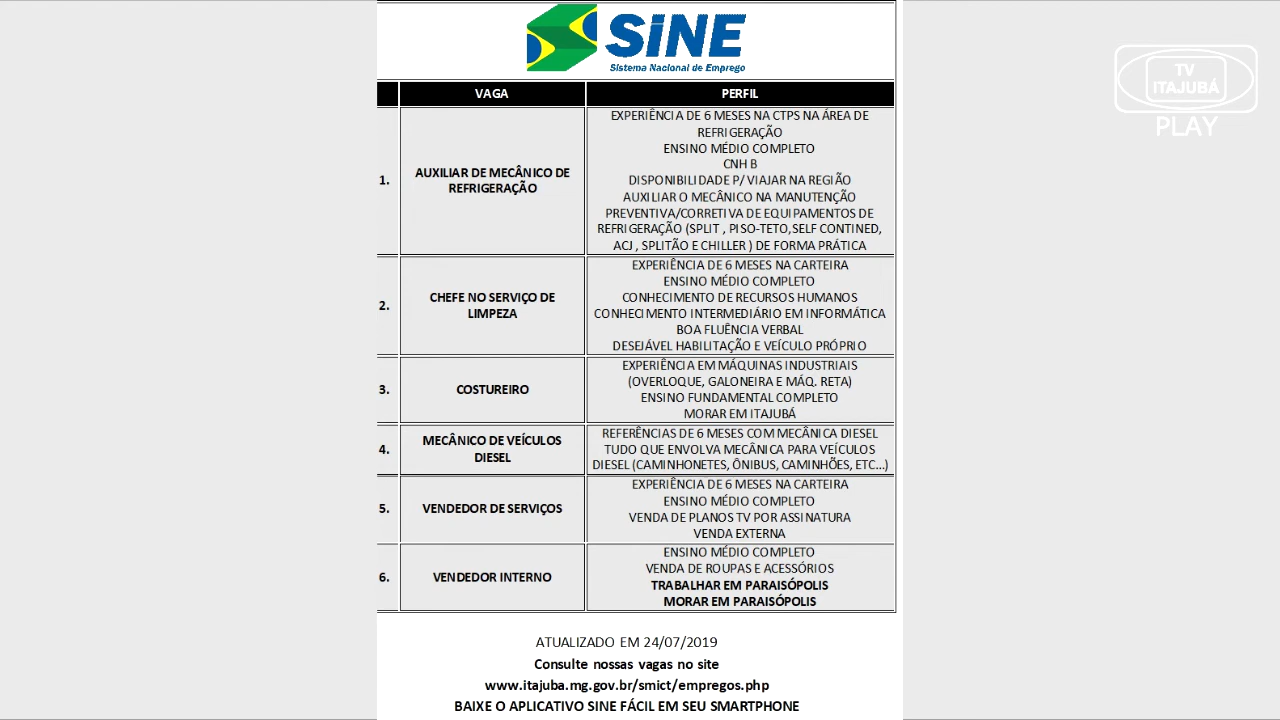 SINE
Sistema Nacional de Emprego
TV
ITAJUBÁ
PLAY
VAGA PERFIL
1. AUXILIAR DE MECÂNICO DE REFRIGERAÇÃO
EXPERIÊNCIA DE 6 MESES NA CTPS NA ÁREA DE
REFRIGERAÇÃO
ENSINO MÉDIO COMPLETO
CNH B
DISPONIBILIDADE P/ VIAJAR NA REGIÃO
AUXILIAR O MECÂNICO NA MANUTENÇÃO
PREVENTIVA/CORRETIVA DE EQUIPAMENTOS DE
REFRIGERAÇÃO (SPLIT , PISO-TETO,SELF CONTINED,
ACJ , SPLITÃO E CHILLER ) DE FORMA PRÁTICA
2. CHEFE NO SERVIÇO DE
LIMPEZA
EXPERIÊNCIA DE 6 MESES NA CARTEIRA
ENSINO MÉDIO COMPLETO
CONHECIMENTO DE RECURSOS HUMANOS
CONHECIMENTO INTERMEDIÁRIO EM INFORMÁTICA
BOA FLUÊNCIA VERBAL
DESEJÁVEL HABILITAÇÃO E VEÍCULO PRÓPRIO
3. COSTUREIRO
EXPERIÊNCIA EM MÁQUINAS INDUSTRIAIS
(OVERLOQUE, GALONEIRA E MÁQ. RETA)
ENSINO FUNDAMENTAL COMPLETO
MORAR EM ITAJUBÁ
4. MECÂNICO DE VEÍCULOS
DIESEL
REFERÊNCIAS DE 6 MESES COM MECÂNICA DIESEL
TUDO QUE ENVOLVA MECÂNICA PARA VEÍCULOS
DIESEL (CAMINHONETES, ÔNIBUS, CAMINHÕES, ETC...)
5. VENDEDOR DE SERVIÇOS
EXPERIÊNCIA DE 6 MESES NA CARTEIRA
ENSINO MÉDIO COMPLETO
VENDA DE PLANOS TV POR ASSINATURA
VENDA EXTERNA
6. VENDEDOR INTERNO
ENSINO MÉDIO COMPLETO
VENDA DE ROUPAS E ACESSÓRIOS
TRABALHAR EM PARAISÓPOLIS
MORAR EM PARAISÓPOLIS
ATUALIZADO EM 24/07/2019
Consulte nossas vagas no site
www.itajuba.mg.gov.br/smict/empregos.php
BAIXE O APLICATIVO SINE FÁCIL EM SEU SMARTPHONE